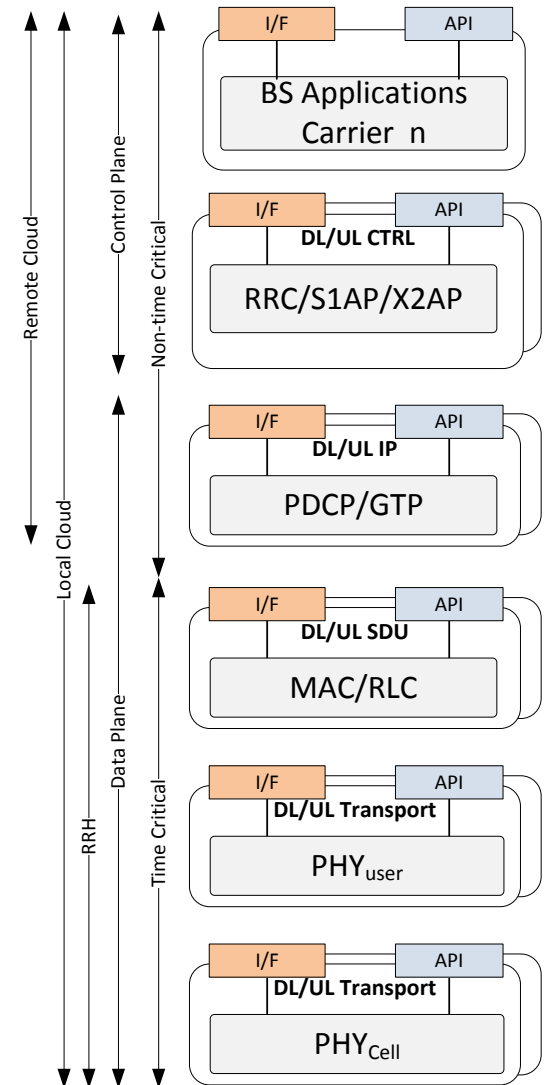 I/F
API
BS Applications
Carrier n
I/F
API
DL/UL CTRL
RRC/S1AP/X2AP
I/F
API
DL/UL IP
PDCP/GTP
I/F
API
DL/UL SDU
MAC/RLC
I/F
API
DL/UL Transport
PHYuser
I/F
API
DL/UL Transport
PHYCell
Remote Cloud
Local Cloud
RRH
Control Plane
Data Plane
Non-time Critical
Time Critical